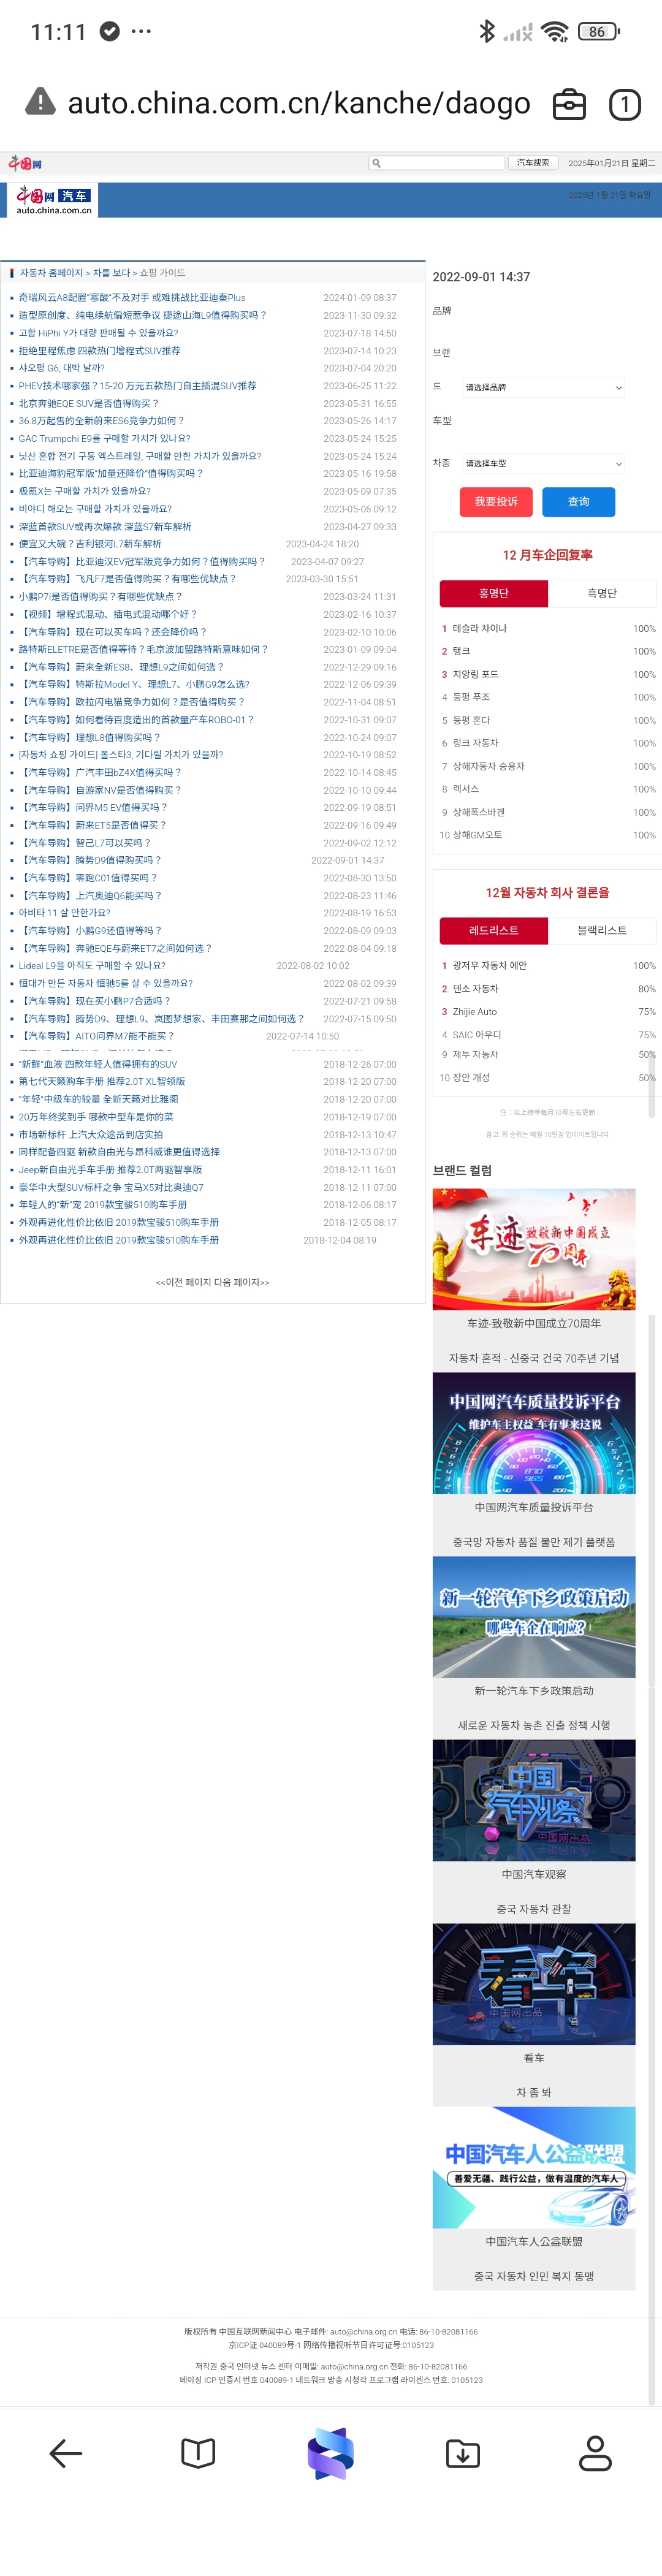 11:11
86
auto.china.com.cn/kanche/daogo
1
中国网
汽车搜索
2025年01月21日 星期二
中国网 汽车
auto.china.com.cn
2025년 1월 21일 화요일
자동차 홈페이지 > 차를 보다 > 쇼핑 가이드
奇瑞风云A8配置“寒酸”不及对手 或难挑战比亚迪秦Plus 2024-01-09 08:37
造型原创度、纯电续航偏短惹争议 捷途山海L9值得购买吗？ 2023-11-30 09:32
고합 HiPhi Y가 대량 판매될 수 있을까요? 2023-07-18 14:50
拒绝里程焦虑 四款热门增程式SUV推荐 2023-07-14 10:23
샤오펑 G6, 대박 날까? 2023-07-04 20:20
PHEV技术哪家强？15-20 万元五款热门自主插混SUV推荐 2023-06-25 11:22
北京奔驰EQE SUV是否值得购买？ 2023-05-31 16:55
36.8万起售的全新蔚来ES6竞争力如何？ 2023-05-26 14:17
GAC Trumpchi E9를 구매할 가치가 있나요? 2023-05-24 15:25
닛산 혼합 전기 구동 엑스트레일, 구매할 만한 가치가 있을까요? 2023-05-24 15:24
比亚迪海豹冠军版“加量还降价”值得购买吗？ 2023-05-16 19:58
极氪X는 구매할 가치가 있을까요? 2023-05-09 07:35
비야디 해오는 구매할 가치가 있을까요? 2023-05-06 09:12
深蓝首款SUV或再次爆款 深蓝S7新车解析 2023-04-27 09:33
便宜又大碗？吉利银河L7新车解析 2023-04-24 18:20
【汽车导购】比亚迪汉EV冠军版竞争力如何？值得购买吗？ 2023-04-07 09:27
【汽车导购】飞凡F7是否值得购买？有哪些优缺点？ 2023-03-30 15:51
小鹏P7i是否值得购买？有哪些优缺点？ 2023-03-24 11:31
【视频】增程式混动、插电式混动哪个好？ 2023-02-16 10:37
【汽车导购】现在可以买车吗？还会降价吗？ 2023-02-10 10:06
路特斯ELETRE是否值得等待？毛京波加盟路特斯意味如何？ 2023-01-09 09:04
【汽车导购】蔚来全新ES8、理想L9之间如何选？ 2022-12-29 09:16
【汽车导购】特斯拉Model Y、理想L7、小鹏G9怎么选? 2022-12-06 09:39
【汽车导购】欧拉闪电猫竞争力如何？是否值得购买？ 2022-11-04 08:51
【汽车导购】如何看待百度造出的首款量产车ROBO-01？ 2022-10-31 09:07
【汽车导购】理想L8值得购买吗？ 2022-10-24 09:07
[자동차 쇼핑 가이드] 폴스타3, 기다릴 가치가 있을까? 2022-10-19 08:52
【汽车导购】广汽丰田bZ4X值得买吗？ 2022-10-14 08:45
【汽车导购】自游家NV是否值得购买？ 2022-10-10 09:44
【汽车导购】问界M5 EV值得买吗？ 2022-09-19 08:51
【汽车导购】蔚来ET5是否值得买？ 2022-09-16 09:49
【汽车导购】智己L7可以买吗？ 2022-09-02 12:12
【汽车导购】腾势D9值得购买吗？ 2022-09-01 14:37
【汽车导购】零跑C01值得买吗？ 2022-08-30 13:50
【汽车导购】上汽奥迪Q6能买吗？ 2022-08-23 11:46
아비타 11 살 만한가요? 2022-08-19 16:53
【汽车导购】小鹏G9还值得等吗？ 2022-08-09 09:03
【汽车导购】奔驰EQE与蔚来ET7之间如何选？ 2022-08-04 09:18
Lideal L9을 아직도 구매할 수 있나요? 2022-08-02 10:02
恒대가 만든 자동차 恒驰5를 살 수 있을까요? 2022-08-02 09:39
【汽车导购】现在买小鹏P7合适吗？ 2022-07-21 09:58
【汽车导购】腾势D9、理想L9、岚图梦想家、丰田赛那之间如何选？ 2022-07-15 09:50
【汽车导购】AITO问界M7能不能买？ 2022-07-14 10:50
“新鲜”血液 四款年轻人值得拥有的SUV 2018-12-26 07:00
第七代天籁购车手册 推荐2.0T XL智领版 2018-12-20 07:00
“年轻”中级车的较量 全新天籁对比雅阁 2018-12-20 07:00
20万年终奖到手 哪款中型车是你的菜 2018-12-19 07:00
市场新标杆 上汽大众途岳到店实拍 2018-12-13 10:47
同样配备四驱 新款自由光与昂科威谁更值得选择 2018-12-13 07:00
Jeep新自由光手车手册 推荐2.0T两驱智享版 2018-12-11 16:01
豪华中大型SUV标杆之争 宝马X5对比奥迪Q7 2018-12-11 07:00
年轻人的“新”宠 2019款宝骏510购车手册 2018-12-06 08:17
外观再进化性价比依旧 2019款宝骏510购车手册 2018-12-05 08:17
外观再进化性价比依旧 2019款宝骏510购车手册 2018-12-04 08:19
<<이전 페이지 다음 페이지>>
2022-09-01 14:37
品牌
브랜
드 请选择品牌
车型
차종 请选择车型
我要投诉 查询
12 月车企回复率
홍명단 흑명단
1 테슬라 차이나 100%
2 탱크 100%
3 지앙링 포드 100%
4 둥펑 푸조 100%
5 둥펑 혼다 100%
6 링크 자동차 100%
7 상해자동차 승용차 100%
8 렉서스 100%
9 상해폭스바겐 100%
10 상해GM오토 100%
12월 자동차 회사 결론율
레드리스트 블랙리스트
1 광저우 자동차 에안 100%
2 덴소 자동차 80%
3 Zhijie Auto 75%
4 SAIC 아우디 75%
9 체투 자동차 50%
10 장안 개성 50%
注：以上榜单每月10号左右更新
참고: 위 순위는 매월 10일경 업데이트됩니다
브랜드 컬럼
车迹 致敬新中国成立
70周年
车迹-致敬新中国成立70周年
자동차 흔적 - 신중국 건국 70주년 기념
中国网汽车质量投诉平台
维护车主权益 车有事来这说
中国网汽车质量投诉平台
중국망 자동차 품질 불만 제기 플랫폼
新一轮汽车下乡政策启动
哪些车企在响应?
新一轮汽车下乡政策启动
새로운 자동차 농촌 진출 정책 시행
中国
汽车观察
中国网出品
中国汽车观察
중국 자동차 관찰
看车
中国网出品
看车
차 좀 봐
中国汽车人公益联盟
善爱无疆、践行公益，做有温度的汽车人
中国汽车人公益联盟
중국 자동차 인민 복지 동맹
版权所有 中国互联网新闻中心 电子邮件: auto@china.org.cn 电话: 86-10-82081166
京ICP证 040089号-1 网络传播视听节目许可证号:0105123
저작권 중국 인터넷 뉴스 센터 이메일: auto@china.org.cn 전화: 86-10-82081166
베이징 ICP 인증서 번호 040089-1 네트워크 방송 시청각 프로그램 라이센스 번호: 0105123